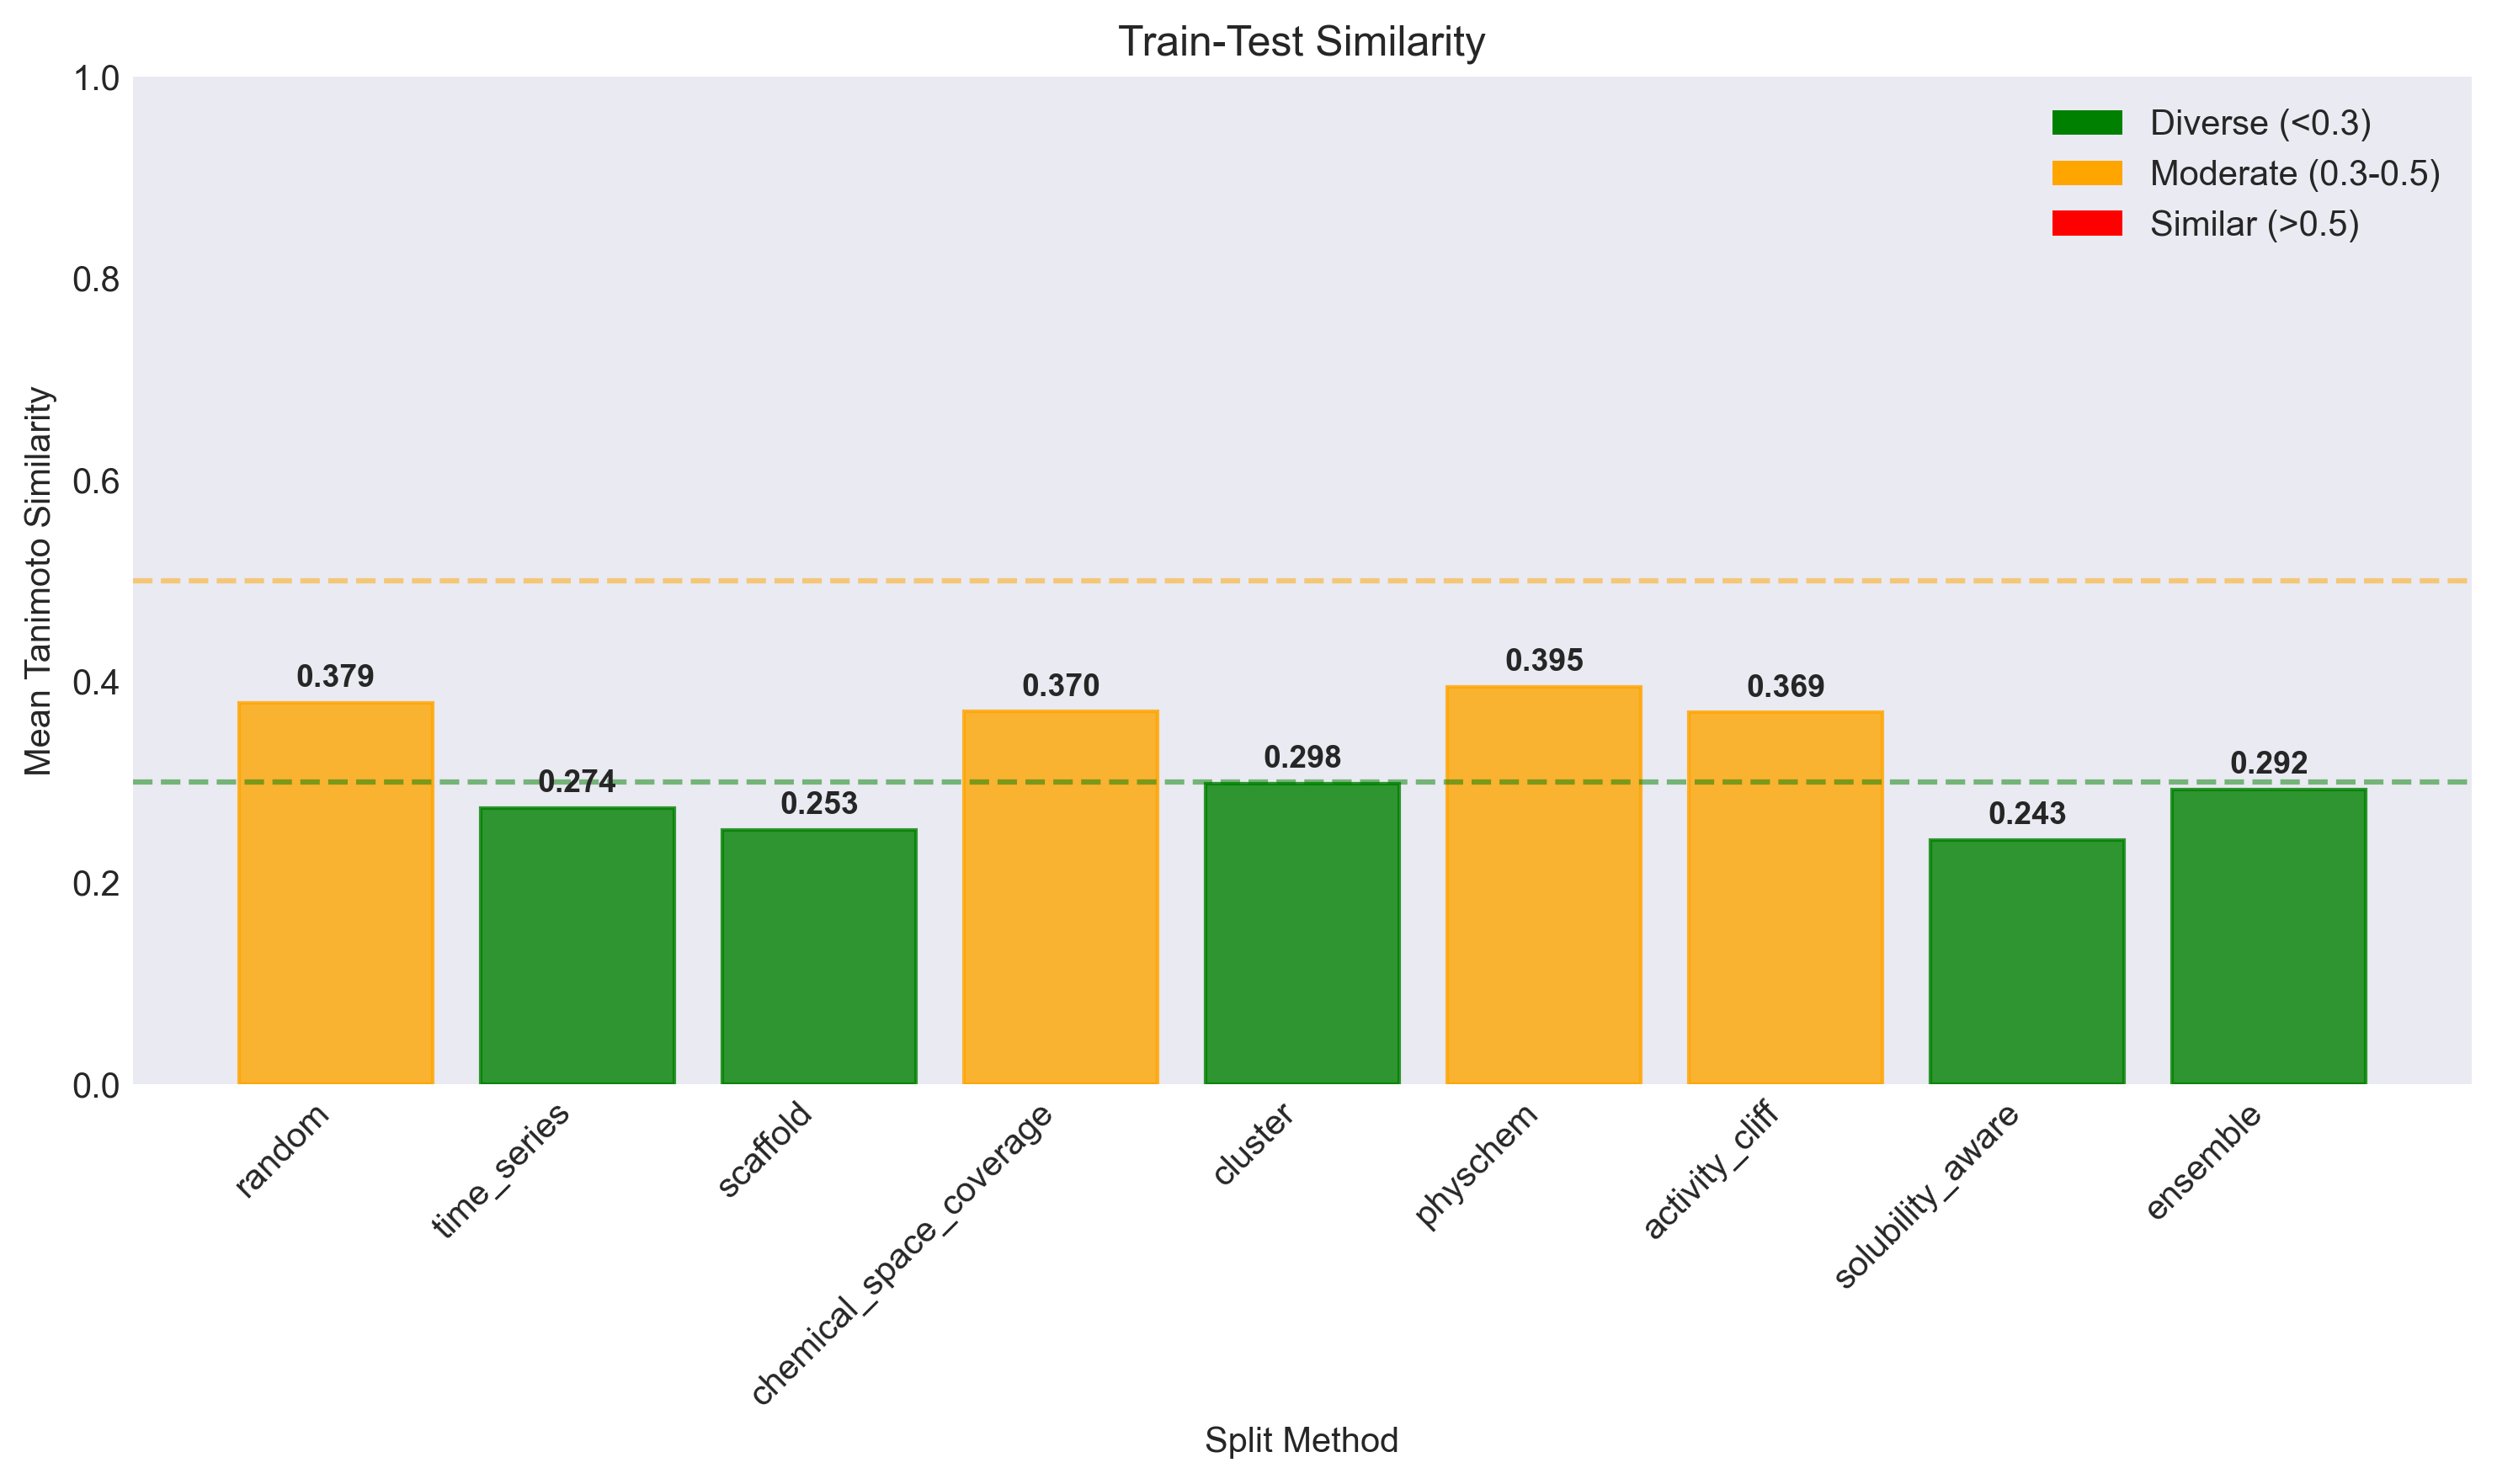 Train-Test Similarity
Mean Tanimoto Similarity
1.0
0.8
0.6
0.4
0.2
0.0
Diverse (<0.3)
Moderate (0.3-0.5)
Similar (>0.5)
0.379
0.274
0.253
0.370
0.298
0.395
0.369
0.243
0.292
random
time_series
scaffold
chemical_space_coverage
cluster
physchem
activity_cliff
solubility_aware
ensemble
Split Method